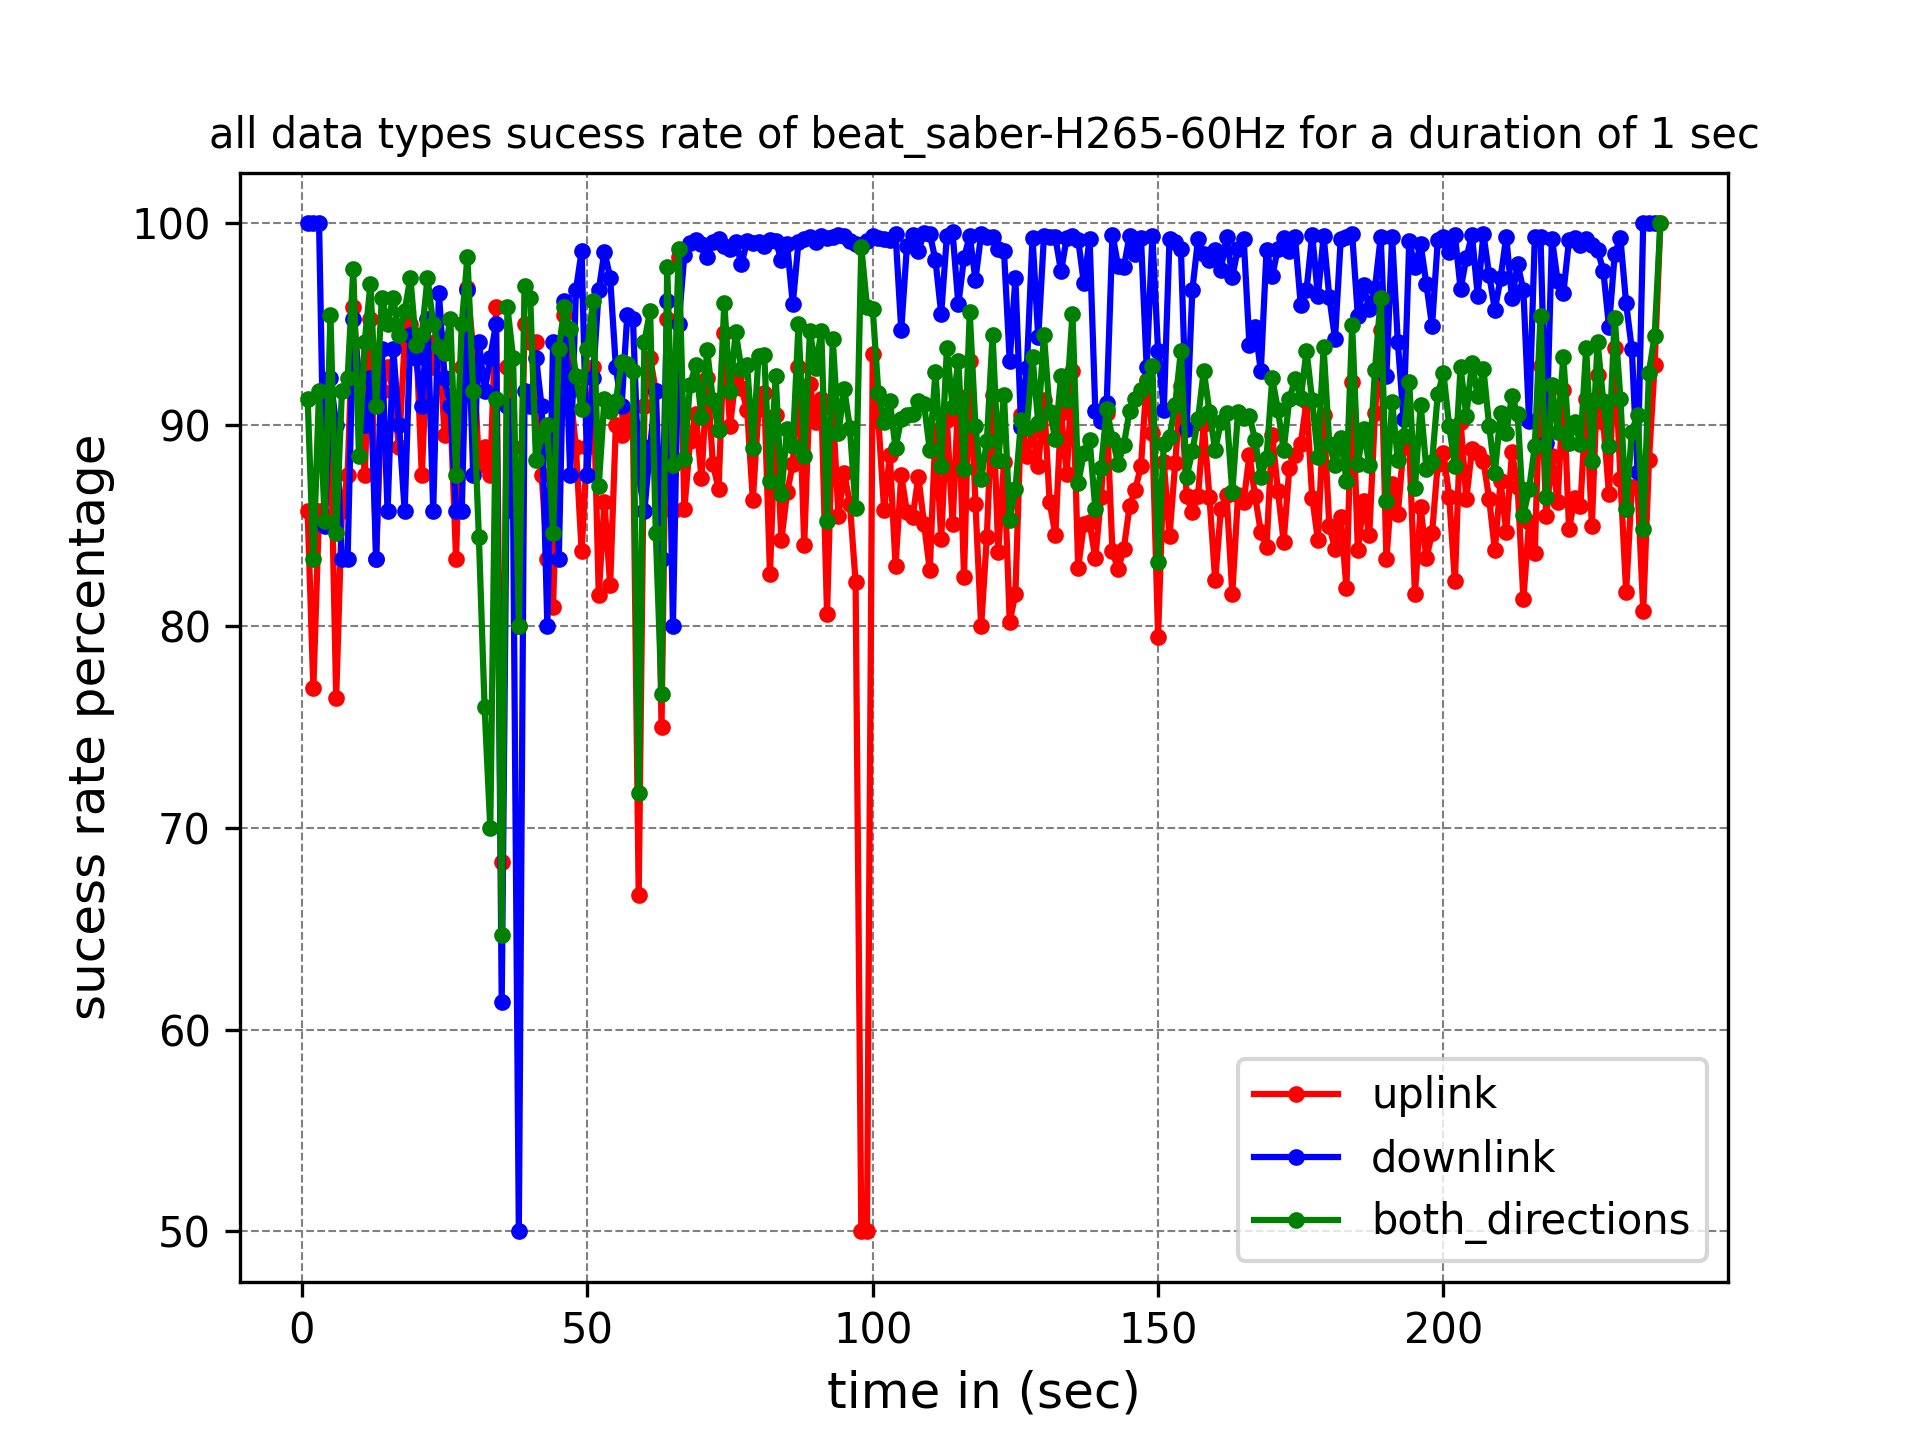 all data types sucess rate of beat_saber-H265-60Hz for a duration of 1 sec
sucess rate percentage
100
90
80
70
60
50
0
50
100
150
200
time in (sec)
uplink
downlink
both_directions